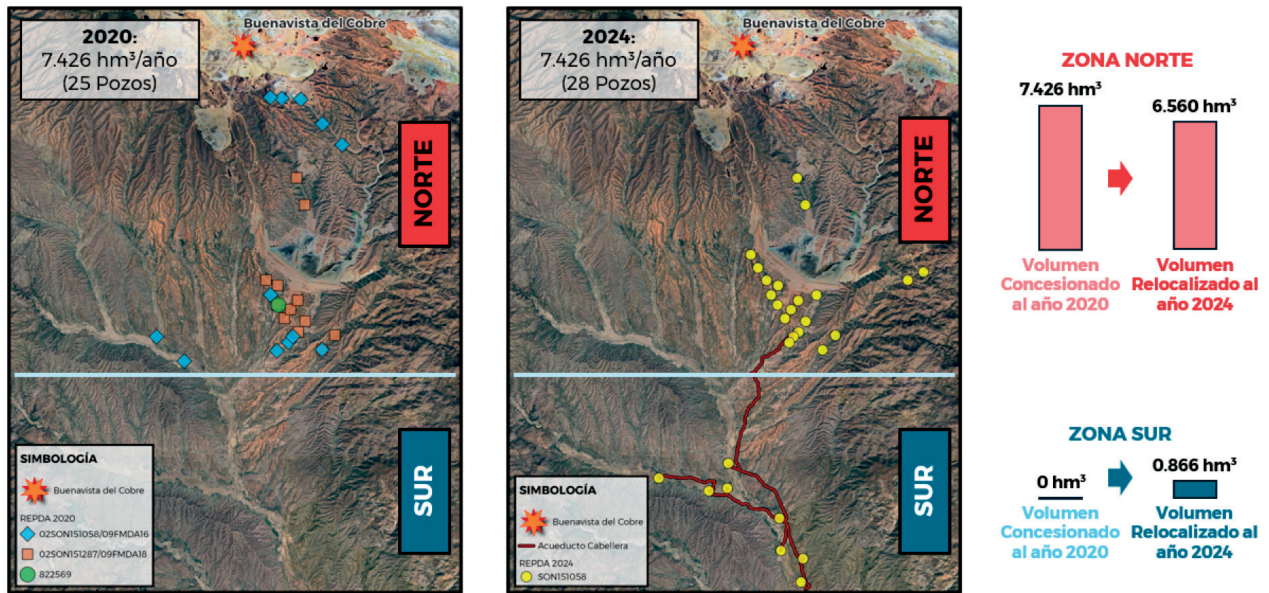 Buenavista del Cobre
2020:
7.426 hm³/año
(25 Pozos)
NORTE
SUR
SIMBOLOGÍA
Buenavista del Cobre
REPDA 2020
02SON151058/09FMDA16
02SON151287/09FMDA18
822569
Buenavista del Cobre
2024:
7.426 hm³/año
(28 Pozos)
NORTE
SUR
SIMBOLOGÍA
Buenavista del Cobre
Acueducto Cabellera
REPDA 2024
SON151058
ZONA NORTE
7.426 hm³
6.560 hm³
Volumen
Concesionado
al año 2020
Volumen
Relocalizado al
año 2024
ZONA SUR
0 hm³
0.866 hm³
Volumen
Concesionado
al año 2020
Volumen
Relocalizado al
año 2024